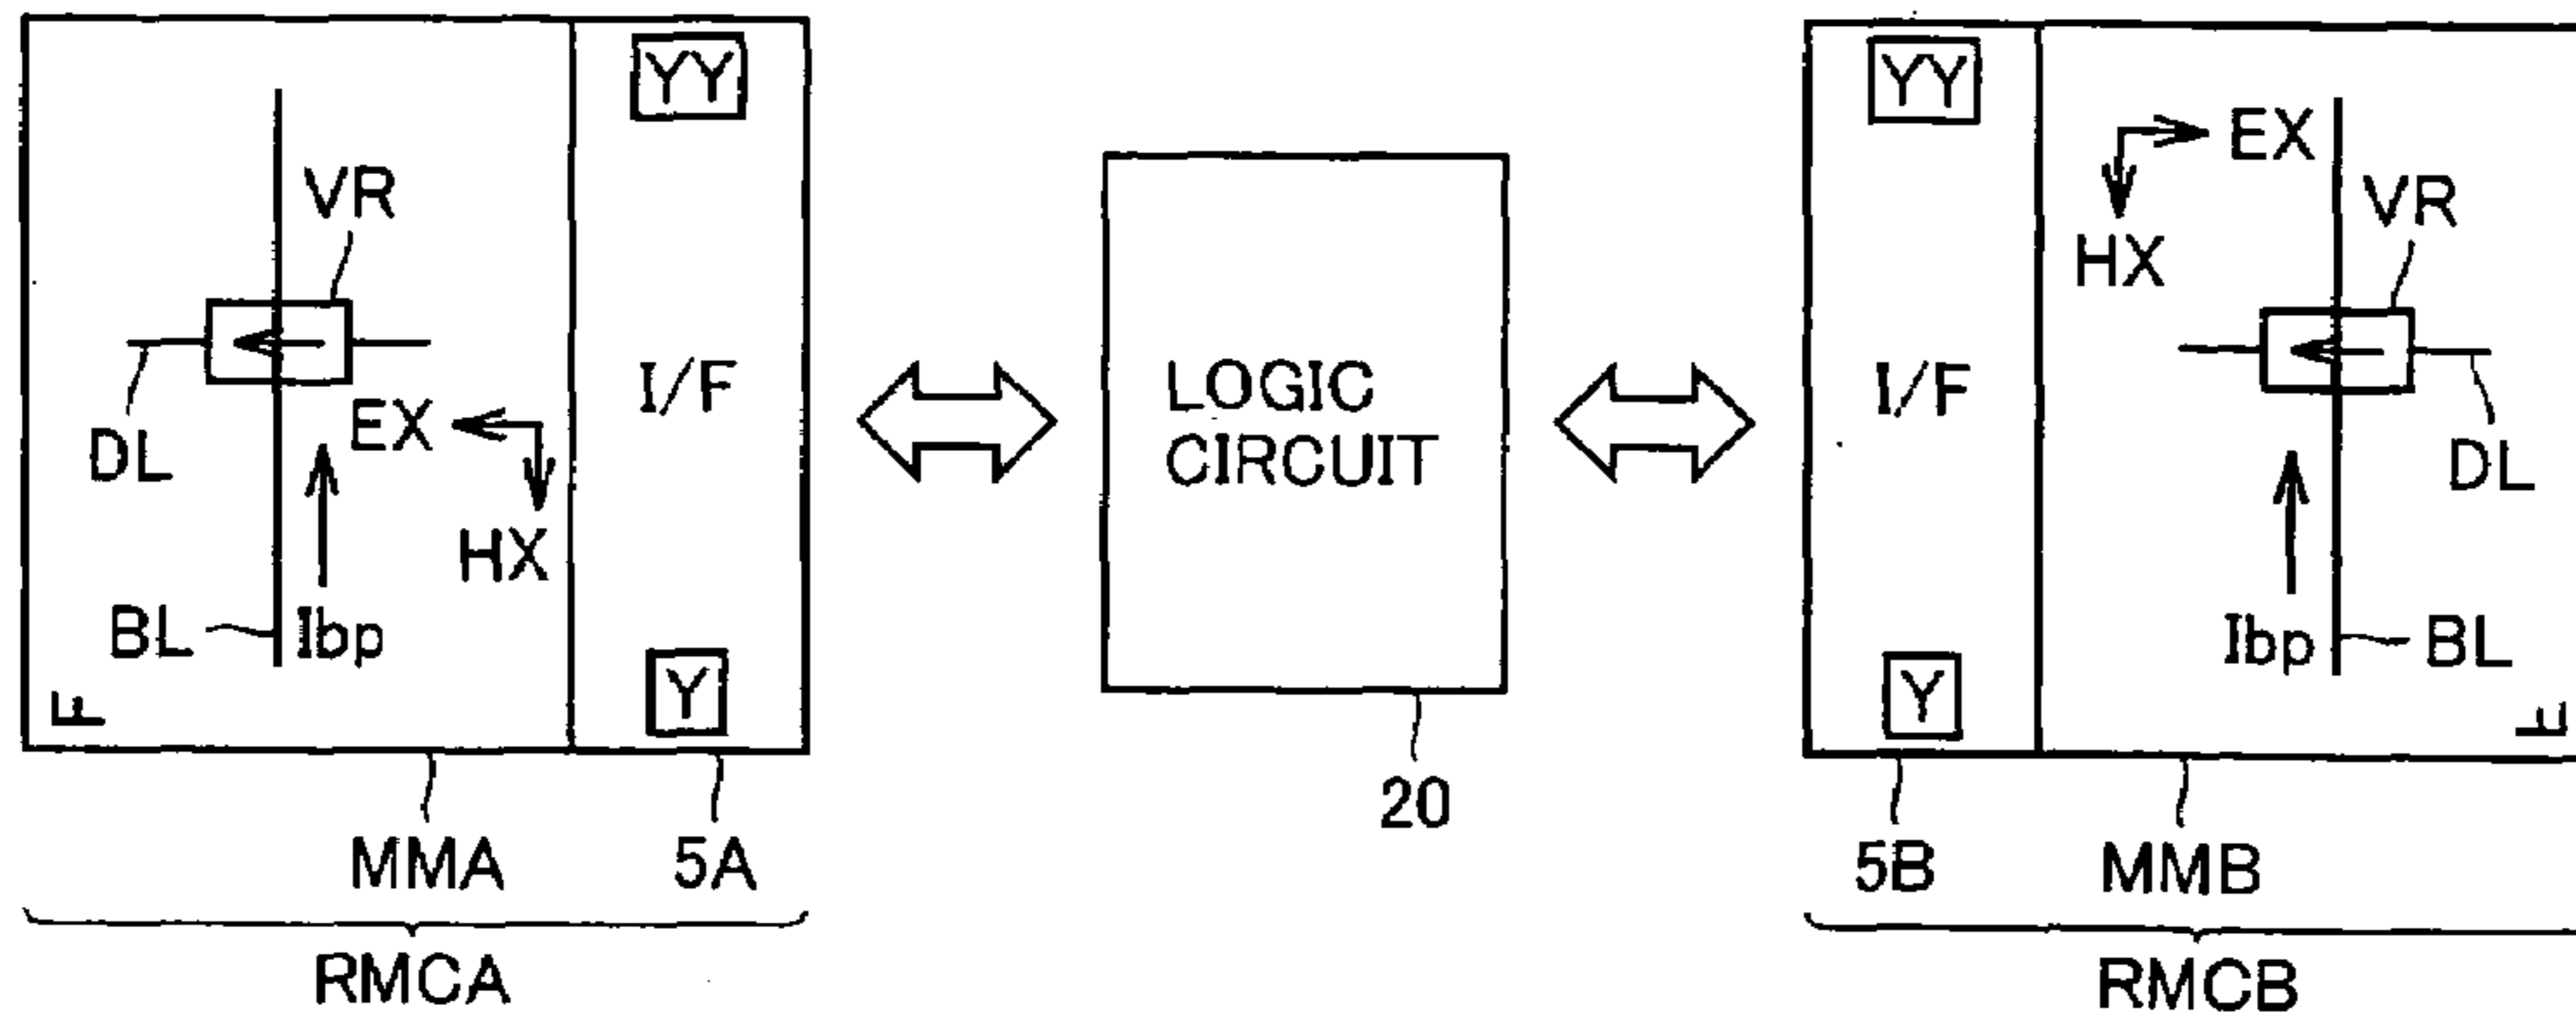 YY
VR
I/F
DL
EX
HX
BL
Ibp
F
Y
MMA
5A
RMCA
LOGIC
CIRCUIT
20
YY
EX
HX
VR
I/F
DL
Ibp
BL
Y
F
5B
MMB
RMCB